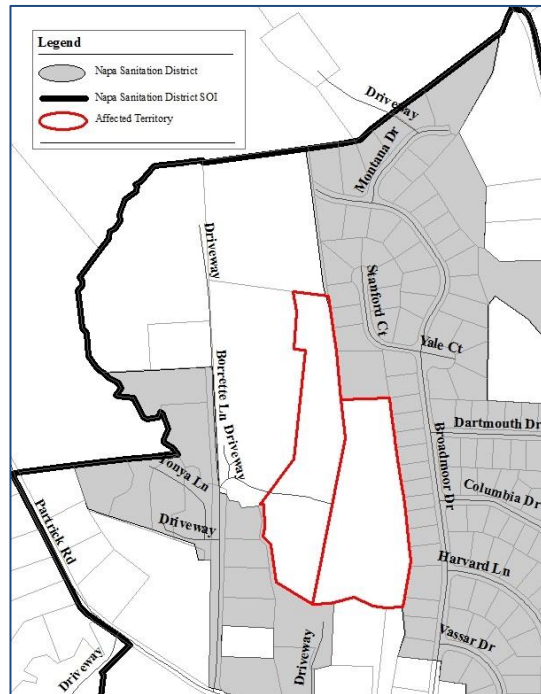 Legend
Napa Sanitation District
Napa Sanitation District SOI
Affected Territory
Driveway
Montana Dr
Driveway
Stanford Ct
Yale Ct
Borrette Ln
Driveway
Broadmoor Dr
Dartmouth Dr
Tonya Ln
Columbia Dr
Partrick Rd
Driveway
Harvard Ln
Driveway
Vassar Dr
Driveway